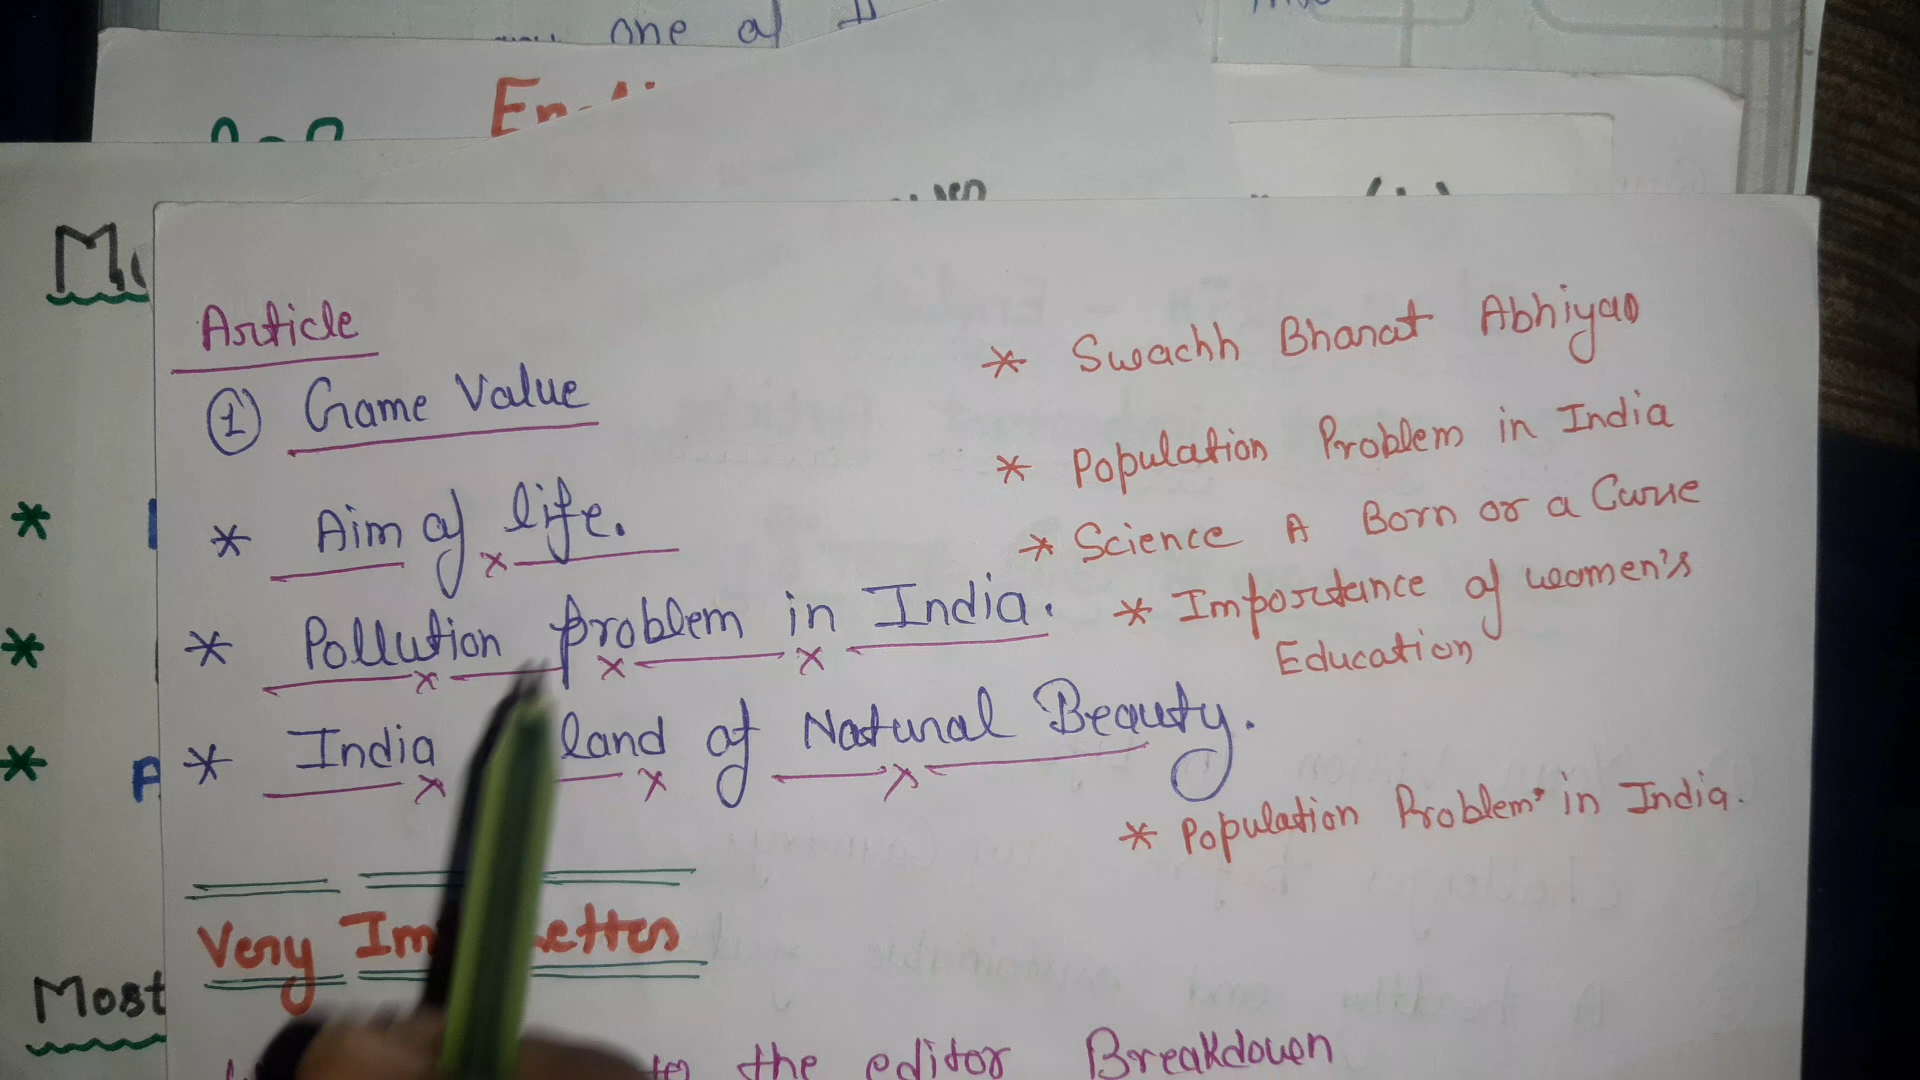 one of
Article
① Game Value
* Aim of life.
* Pollution problem in India.
* India land of Natural Beauty.
* Swachh Bharat Abhiyan
* Population Problem in India
* Science A Born or a Curse
* Importance of women's
Education
* Population Problem in India.
Very
Most
the editor Breakdown